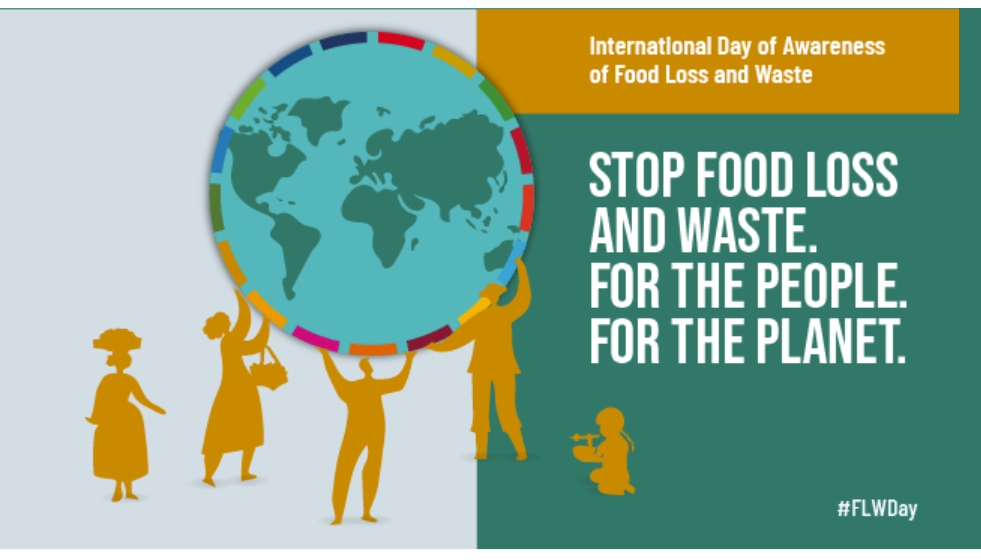 International Day of Awareness
of Food Loss and Waste
STOP FOOD LOSS
AND WASTE.
FOR THE PEOPLE.
FOR THE PLANET.
#FLWDay